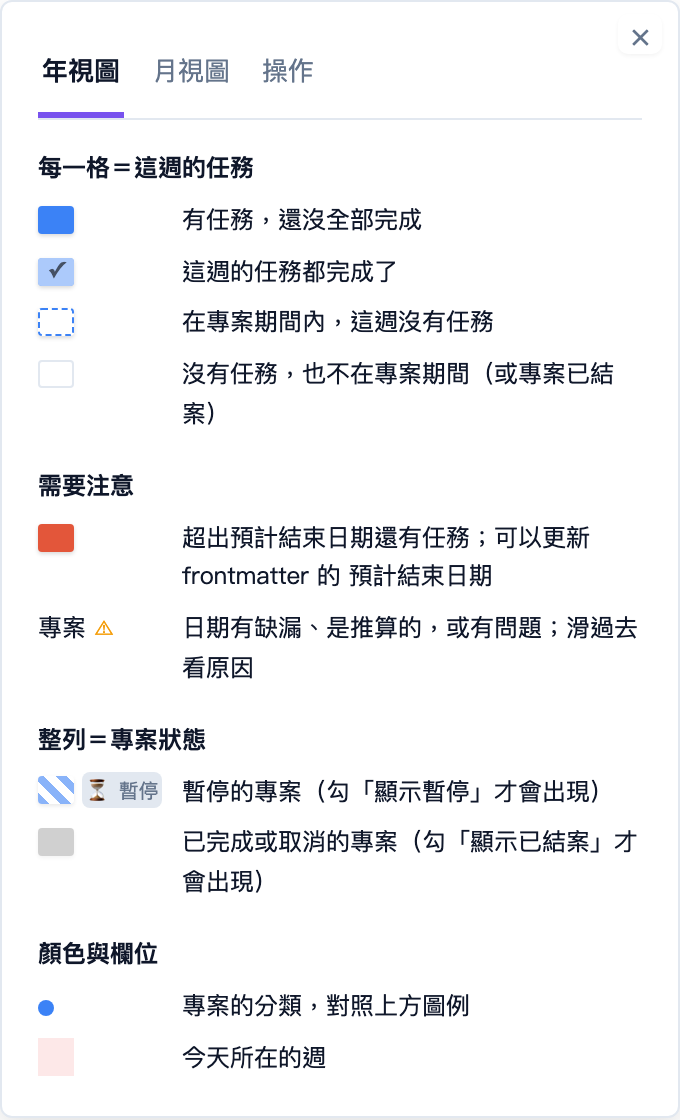 年視圖 月視圖 操作
每一格＝這週的任務
有任務，還沒全部完成
這週的任務都完成了
在專案期間內，這週沒有任務
沒有任務，也不在專案期間（或專案已結
案）
需要注意
超出預計結束日期還有任務；可以更新
frontmatter 的 預計結束日期
專案 ⚠ 日期有缺漏、是推算的，或有問題；滑過去
看原因
整列＝專案狀態
⏳ 暫停 暫停的專案（勾「顯示暫停」才會出現）
已完成或取消的專案（勾「顯示已結案」才
會出現）
顏色與欄位
專案的分類，對照上方圖例
今天所在的週